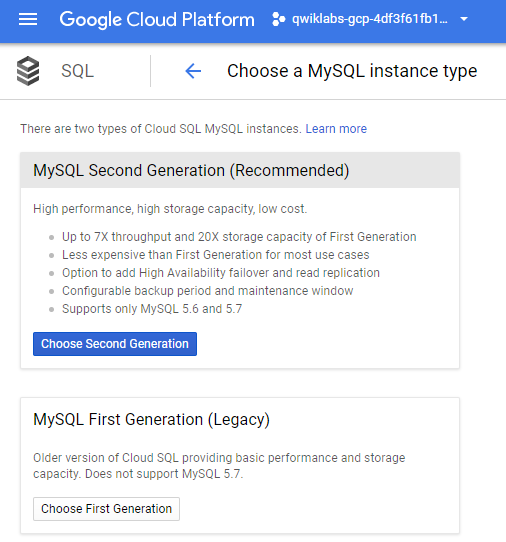 Google Cloud Platform qwiklabs-gcp-4df3f61fb1...
SQL Choose a MySQL instance type
There are two types of Cloud SQL MySQL instances. Learn more
MySQL Second Generation (Recommended)
High performance, high storage capacity, low cost.
Up to 7X throughput and 20X storage capacity of First Generation
Less expensive than First Generation for most use cases
Option to add High Availability failover and read replication
Configurable backup period and maintenance window
Supports only MySQL 5.6 and 5.7
Choose Second Generation
MySQL First Generation (Legacy)
Older version of Cloud SQL providing basic performance and storage
capacity. Does not support MySQL 5.7.
Choose First Generation